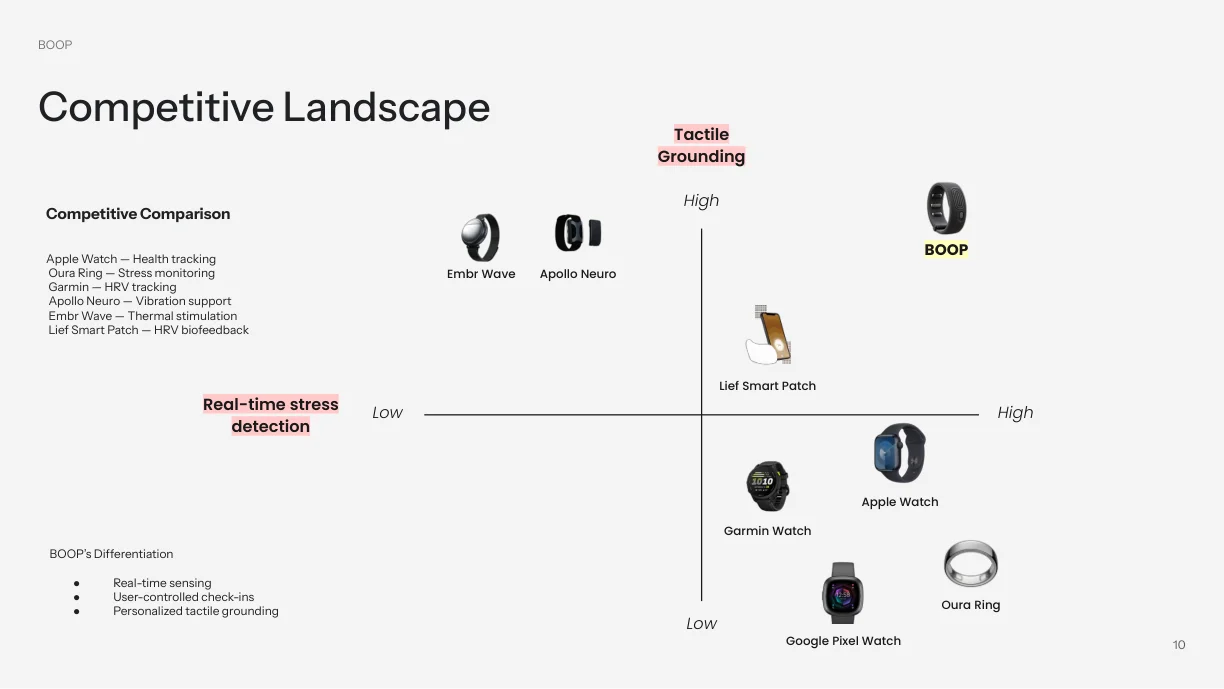 BOOP
Competitive Landscape
Tactile
Grounding
High
Competitive Comparison
Apple Watch — Health tracking
Oura Ring — Stress monitoring
Garmin — HRV tracking
Apollo Neuro — Vibration support
Embr Wave — Thermal stimulation
Lief Smart Patch — HRV biofeedback
Embr Wave
Apollo Neuro
BOOP
Lief Smart Patch
Real-time stress
detection
Low
High
Apple Watch
1010
Garmin Watch
Oura Ring
Google Pixel Watch
Low
BOOP's Differentiation
● Real-time sensing
● User-controlled check-ins
● Personalized tactile grounding
10